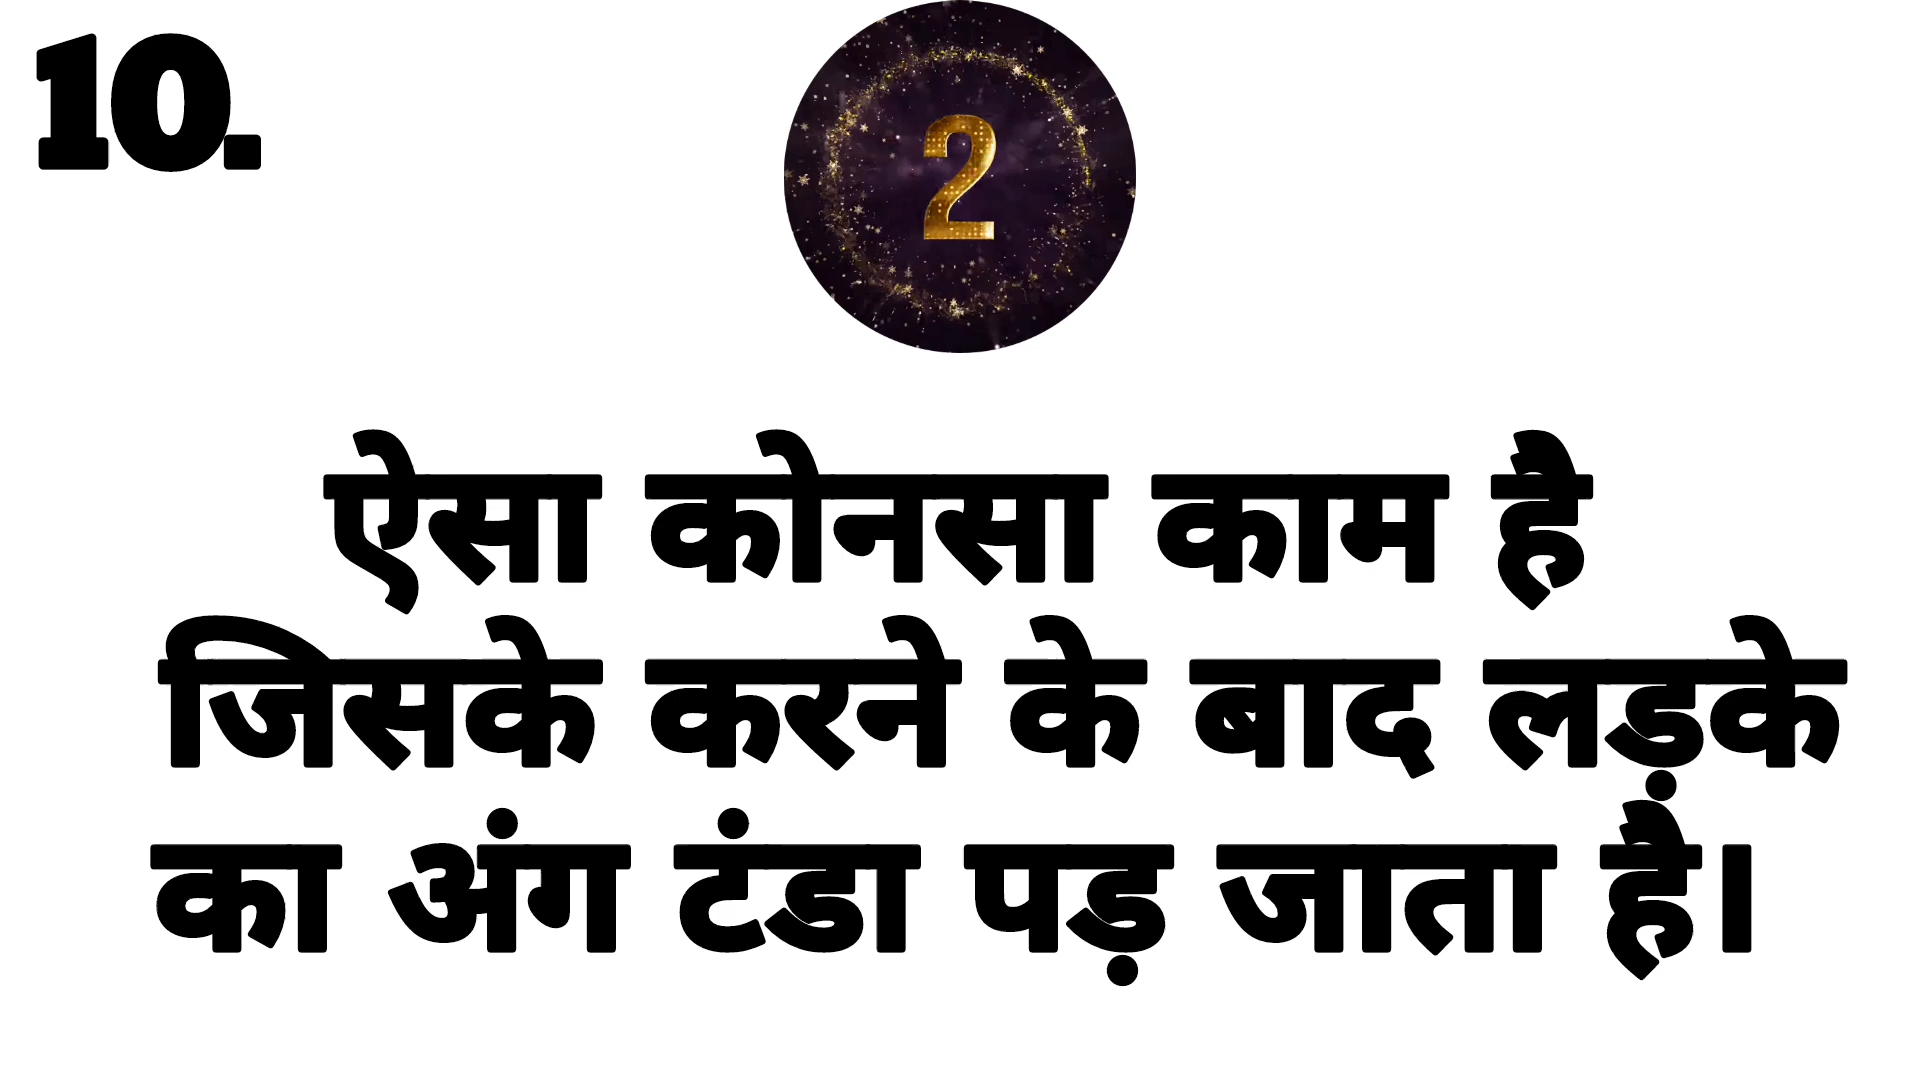 10.
2
ऐसा कोनसा काम है
जिसके करने के बाद लड़के
का अंग टंडा पड़ जाता है।